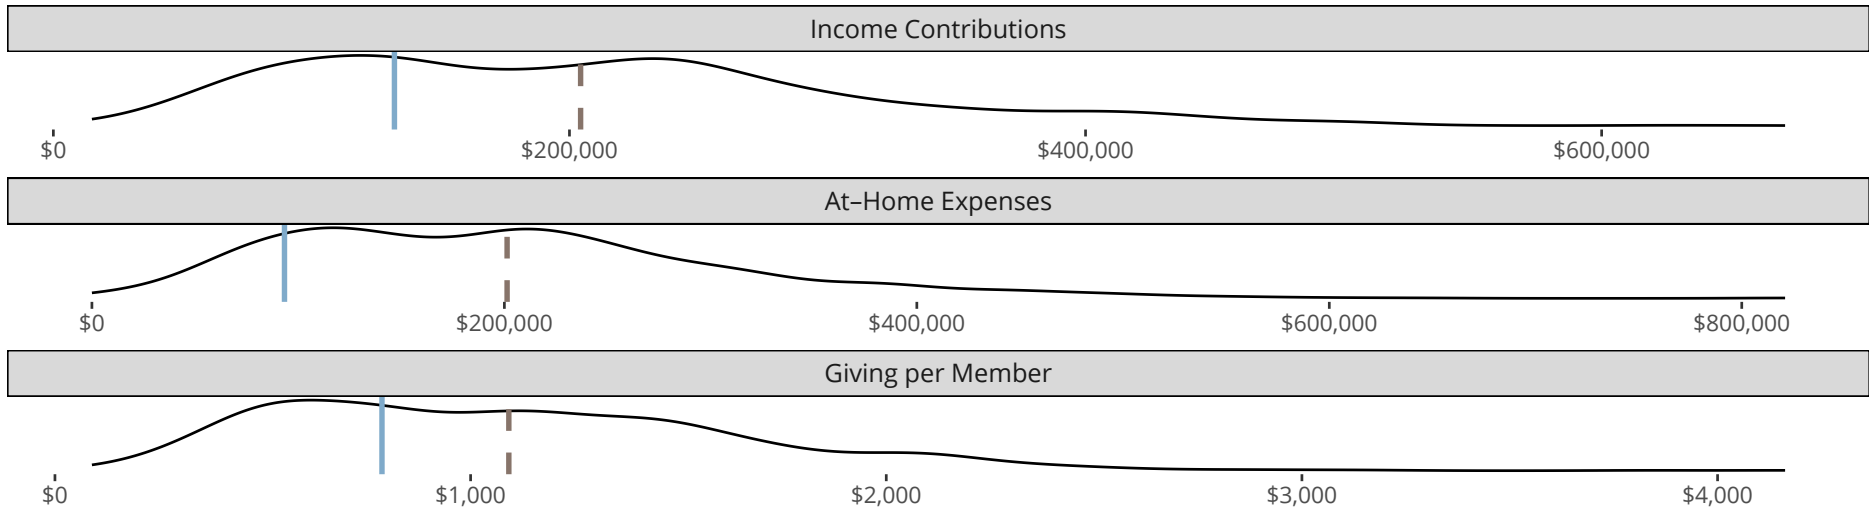 Income Contributions
$0 $200,000 $400,000 $600,000
At–Home Expenses
$0 $200,000 $400,000 $600,000 $800,000
Giving per Member
$0 $1,000 $2,000 $3,000 $4,000